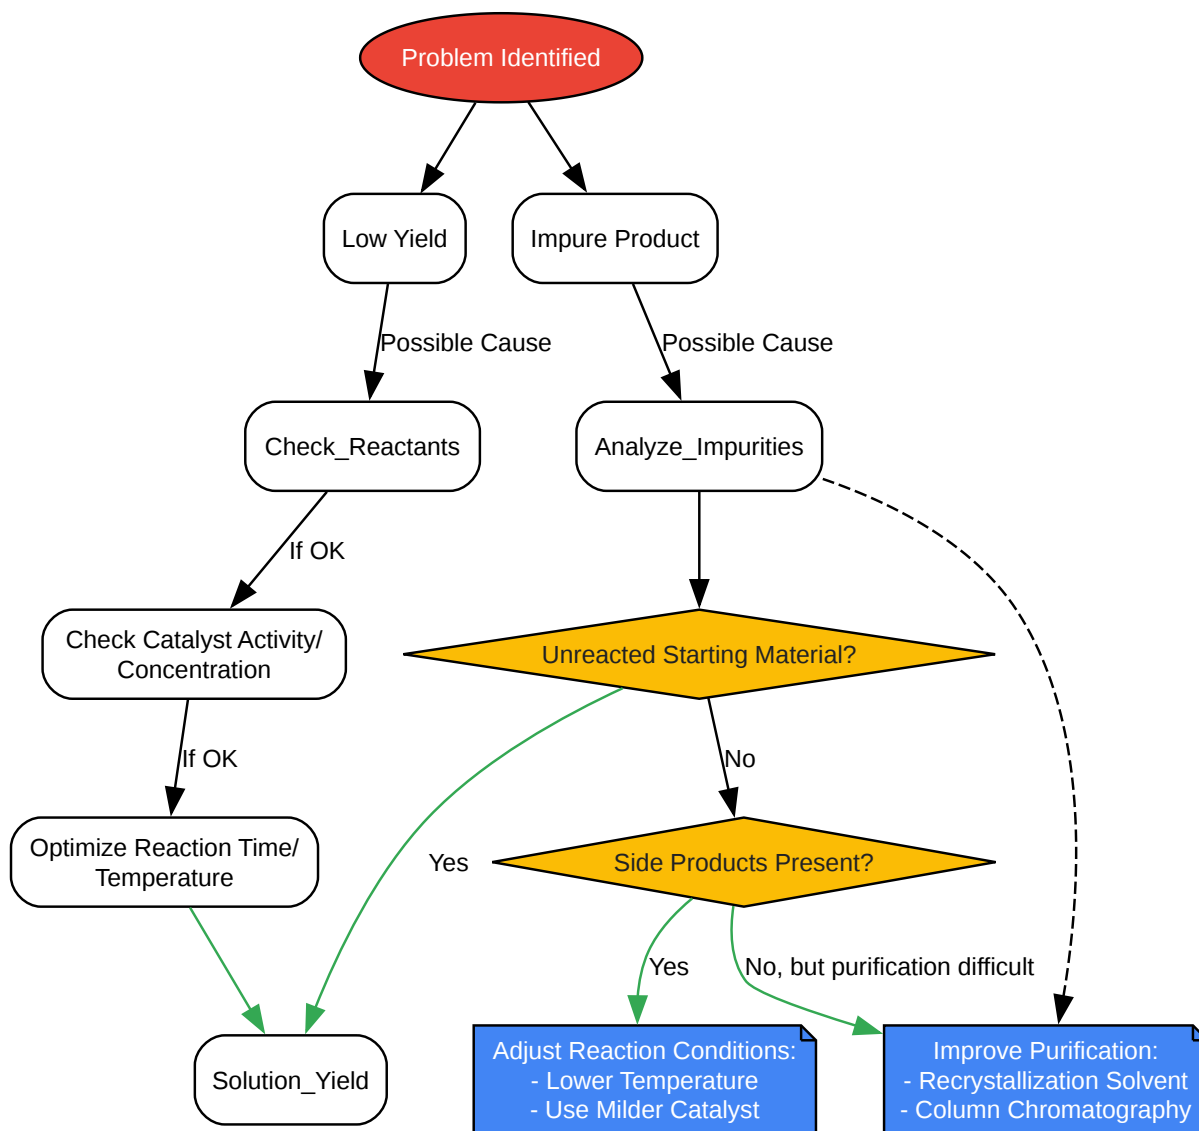 Problem Identified
Low Yield
Impure Product
Possible Cause
Possible Cause
Check_Reactants
Analyze_Impurities
If OK
Check Catalyst Activity/
Concentration
Unreacted Starting Material?
If OK
No
Optimize Reaction Time/
Temperature
Yes
Side Products Present?
Yes
No, but purification difficult
Solution_Yield
Adjust Reaction Conditions:
- Lower Temperature
- Use Milder Catalyst
Improve Purification:
- Recrystallization Solvent
- Column Chromatography